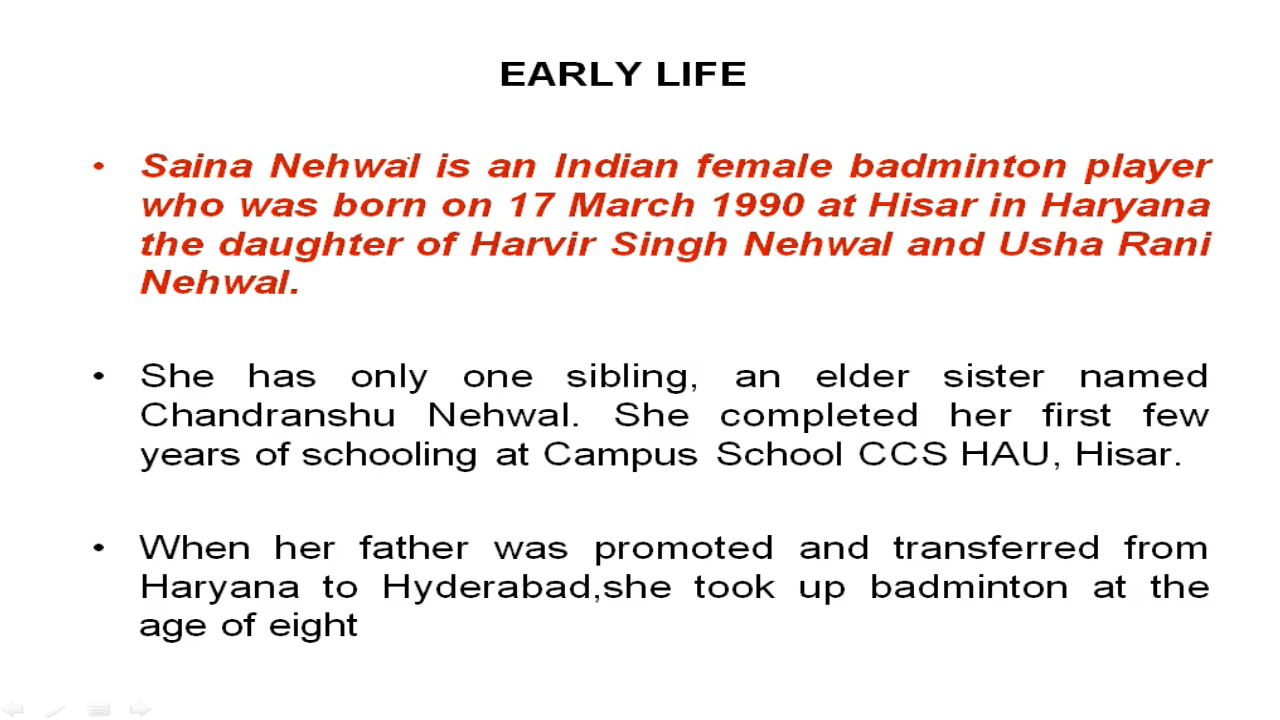 EARLY LIFE
• Saina Nehwal is an Indian female badminton player
who was born on 17 March 1990 at Hisar in Haryana
the daughter of Harvir Singh Nehwal and Usha Rani
Nehwal.
• She has only one sibling, an elder sister named
Chandranshu Nehwal. She completed her first few
years of schooling at Campus School CCS HAU, Hisar.
• When her father was promoted and transferred from
Haryana to Hyderabad,she took up badminton at the
age of eight